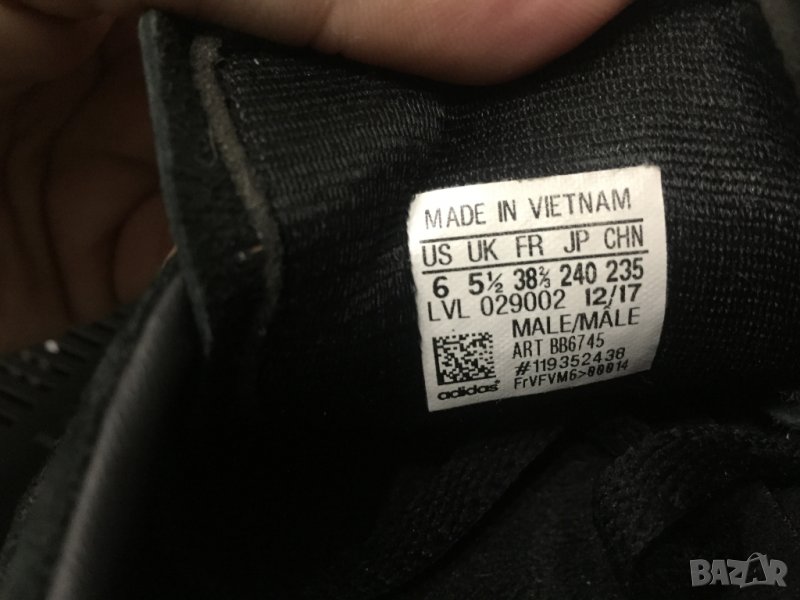 MADE IN VIETNAM
US UK FR JP CHN
6 5½ 38⅔ 240 235
LVL 029002 12/17
MALE/MÂLE
ART BB6745
#119352438
FrVFVM6>00014
adidas
BAZAR